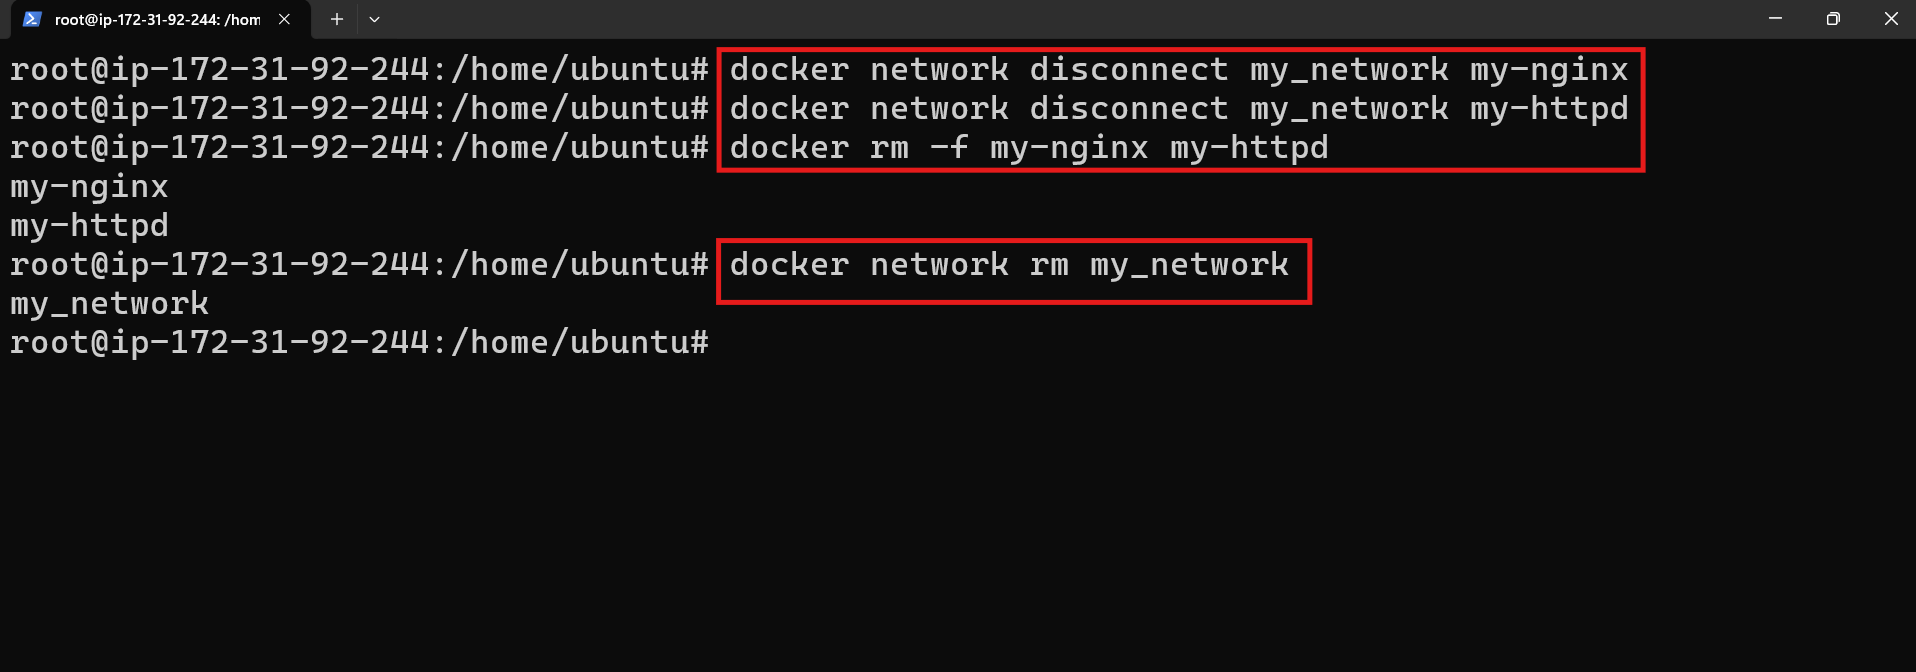 root@ip-172-31-92-244: /hom
root@ip-172-31-92-244:/home/ubuntu# docker network disconnect my_network my-nginx
root@ip-172-31-92-244:/home/ubuntu# docker network disconnect my_network my-httpd
root@ip-172-31-92-244:/home/ubuntu# docker rm -f my-nginx my-httpd
my-nginx
my-httpd
root@ip-172-31-92-244:/home/ubuntu# docker network rm my_network
my_network
root@ip-172-31-92-244:/home/ubuntu#